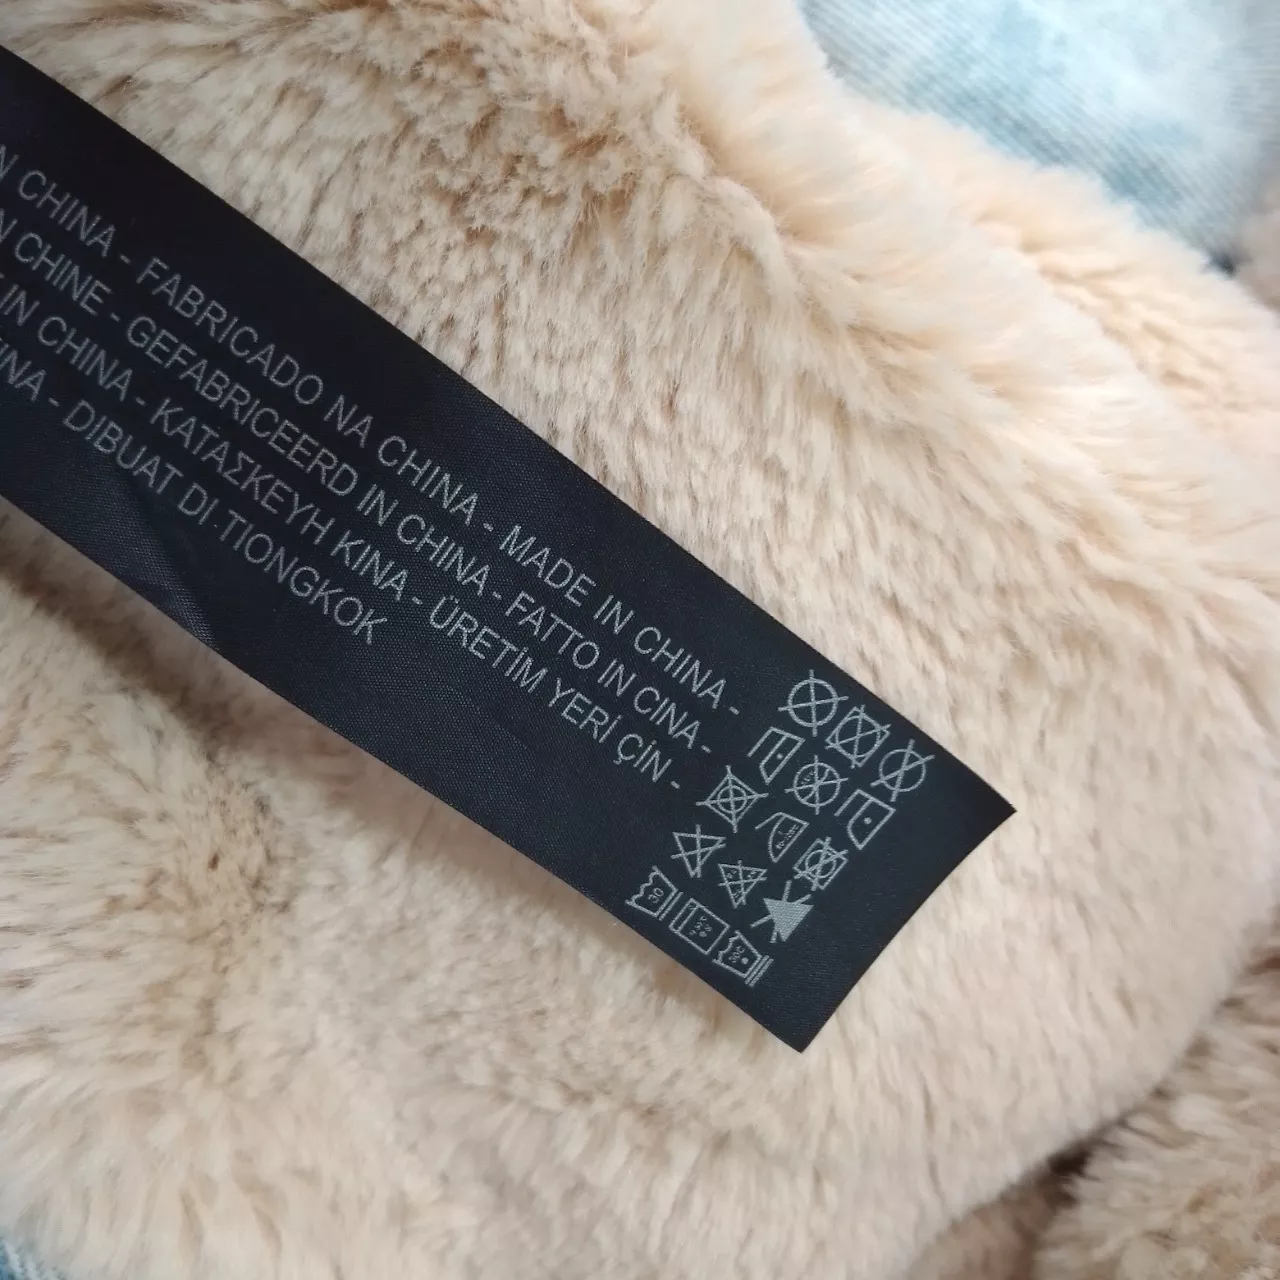 CHINA - FABRICADO NA CHINA - MADE IN CHINA -
CHINE - GEFABRICEERD IN CHINA - FATTO IN CINA -
IN CHINA - ΚΑΤΑΣΚΕΥΗ ΚΙΝΑ - ÜRETİM YERİ ÇİN -
- DIBUAT DI TIONGKOK
30